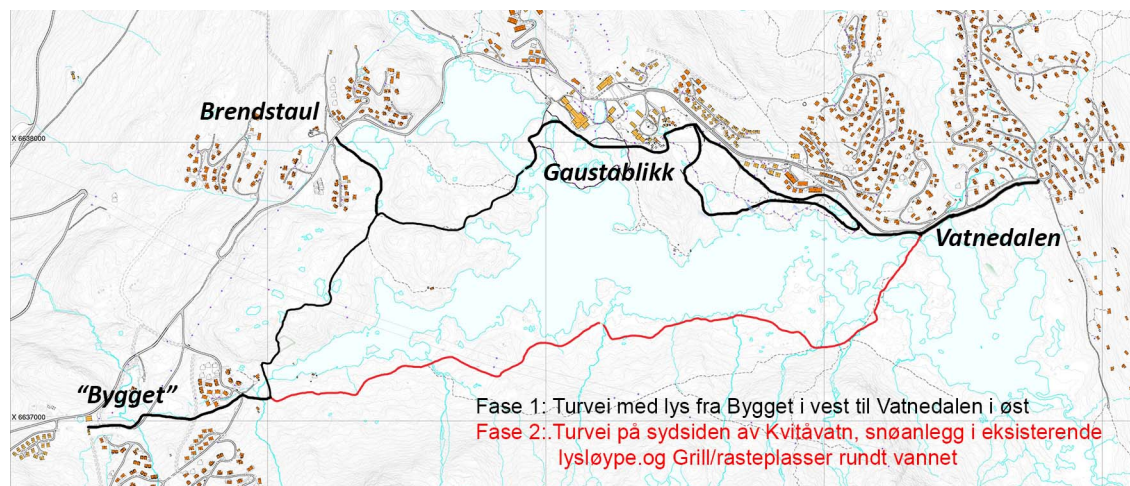 Brendstaul
X 6638000
Gaustablikk
Vatnedalen
"Bygget"
X 6637000
Fase 1: Turvei med lys fra Bygget i vest til Vatnedalen i øst
Fase 2:.Turvei på sydsiden av Kvitåvatn, snøanlegg i eksisterende
lysløype.og Grill/rasteplasser rundt vannet